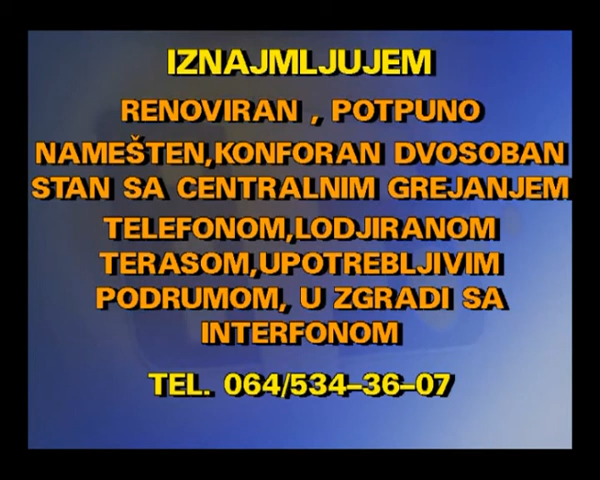 IZNAJMLJUJEM
RENOVIRAN , POTPUNO
NAMEŠTEN,KONFORAN DVOSOBAN
STAN SA CENTRALNIM GREJANJEM
TELEFONOM,LODJIRANOM
TERASOM,UPOTREBLJIVIM
PODRUMOM, U ZGRADI SA
INTERFONOM
TEL. 064/534-36-07